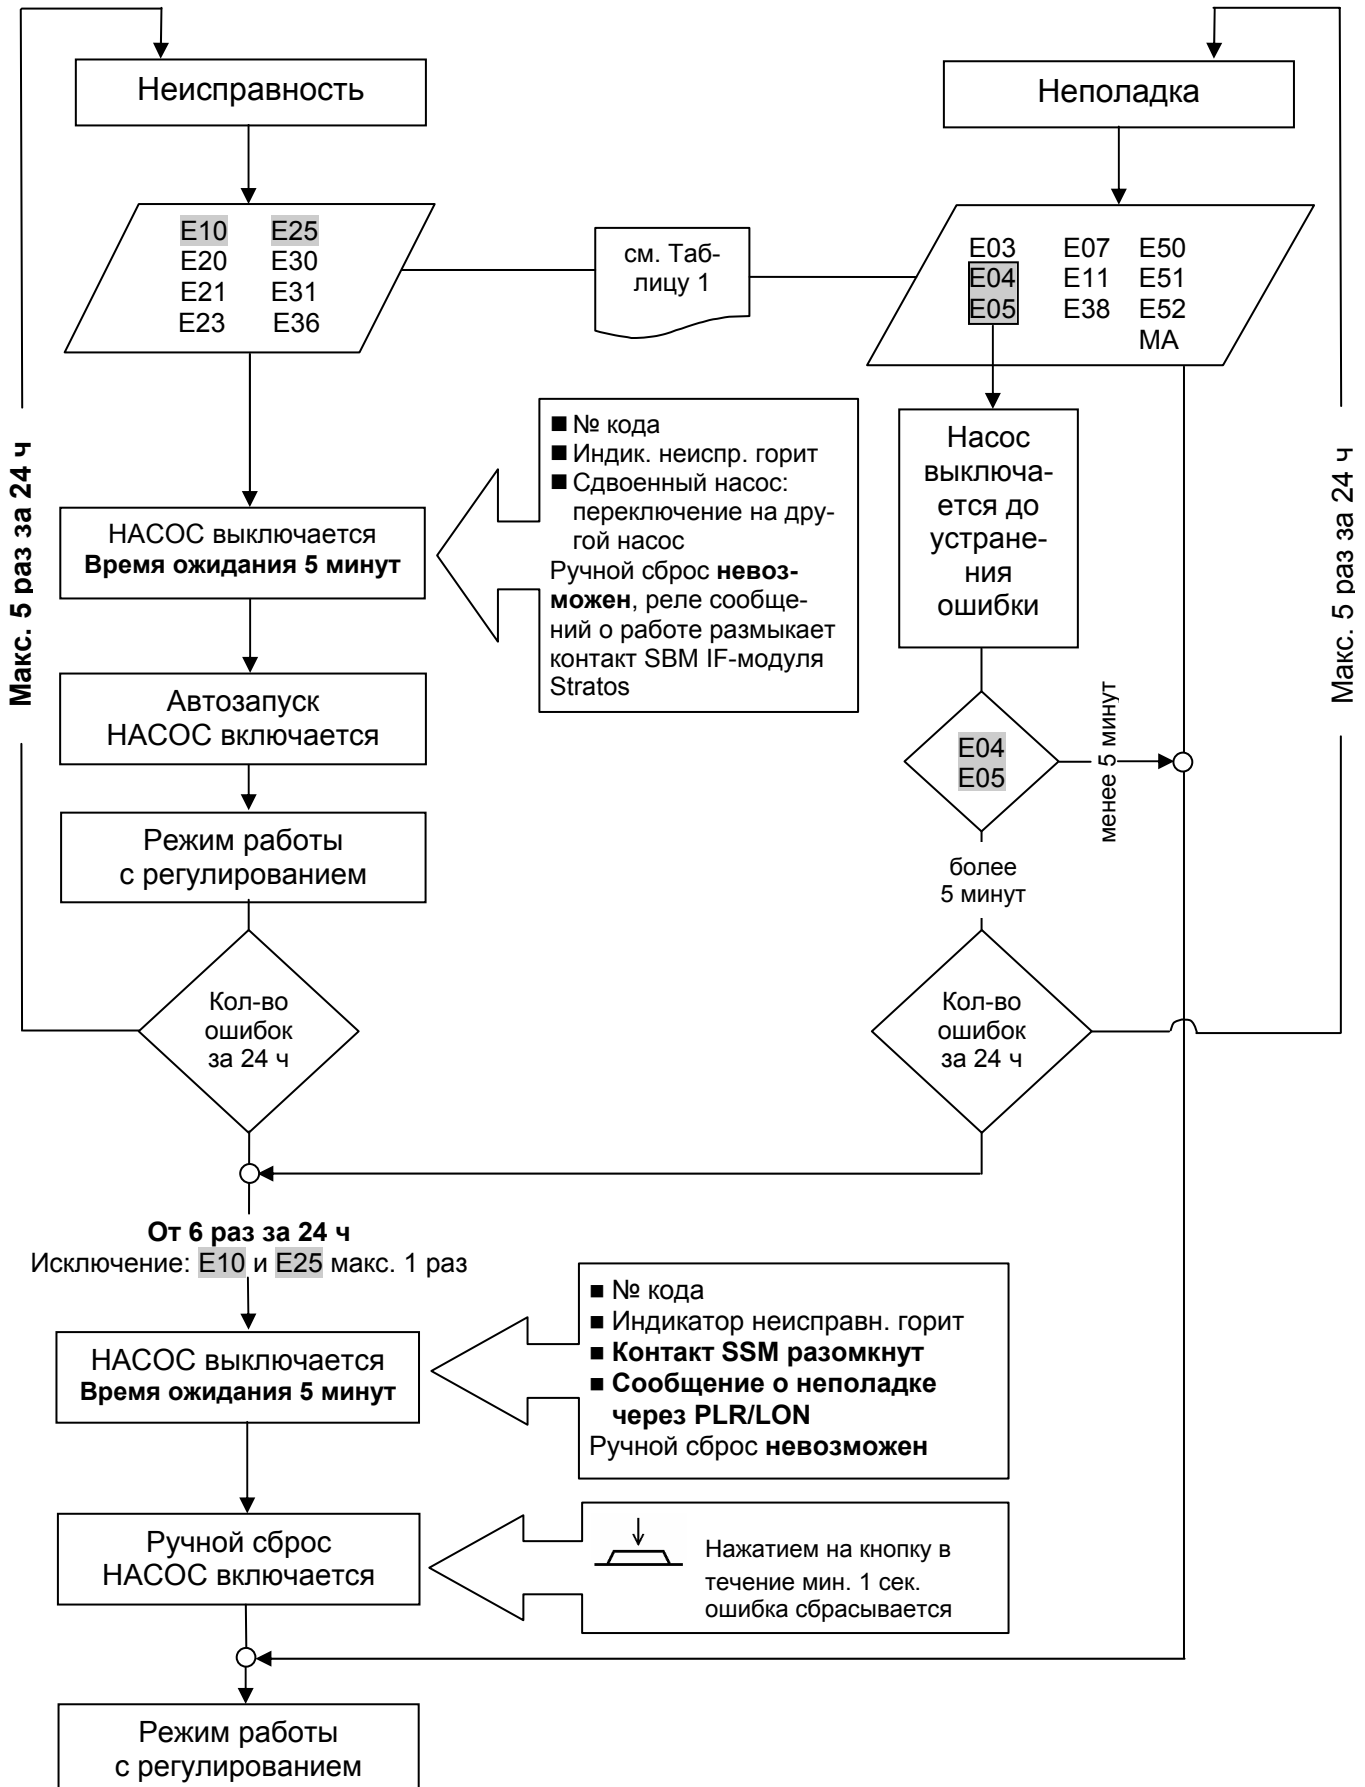 Неисправность
Неполадка
E10 E25
E20 E30
E21 E31
E23 E36
см. Таб-
лицу 1
E03 E07 E50
E04 E11 E51
E05 E38 E52
MA
Макс. 5 раз за 24 ч
■ № кода
■ Индик. неиспр. горит
■ Сдвоенный насос:
переключение на дру-
гой насос
Ручной сброс невоз-
можен, реле сообще-
ний о работе размыкает
контакт SBM IF-модуля
Stratos
Насос
выключа-
ется до
устране-
ния
ошибки
Макс. 5 раз за 24 ч
НАСОС выключается
Время ожидания 5 минут
Автозапуск
НАСОС включается
E04
E05
менее 5 минут
Режим работы
с регулированием
более
5 минут
Кол-во
ошибок
за 24 ч
Кол-во
ошибок
за 24 ч
От 6 раз за 24 ч
Исключение: E10 и E25 макс. 1 раз
■ № кода
■ Индикатор неисправн. горит
■ Контакт SSM разомкнут
■ Сообщение о неполадке
через PLR/LON
Ручной сброс невозможен
НАСОС выключается
Время ожидания 5 минут
Ручной сброс
НАСОС включается
Нажатием на кнопку в
течение мин. 1 сек.
ошибка сбрасывается
Режим работы
с регулированием